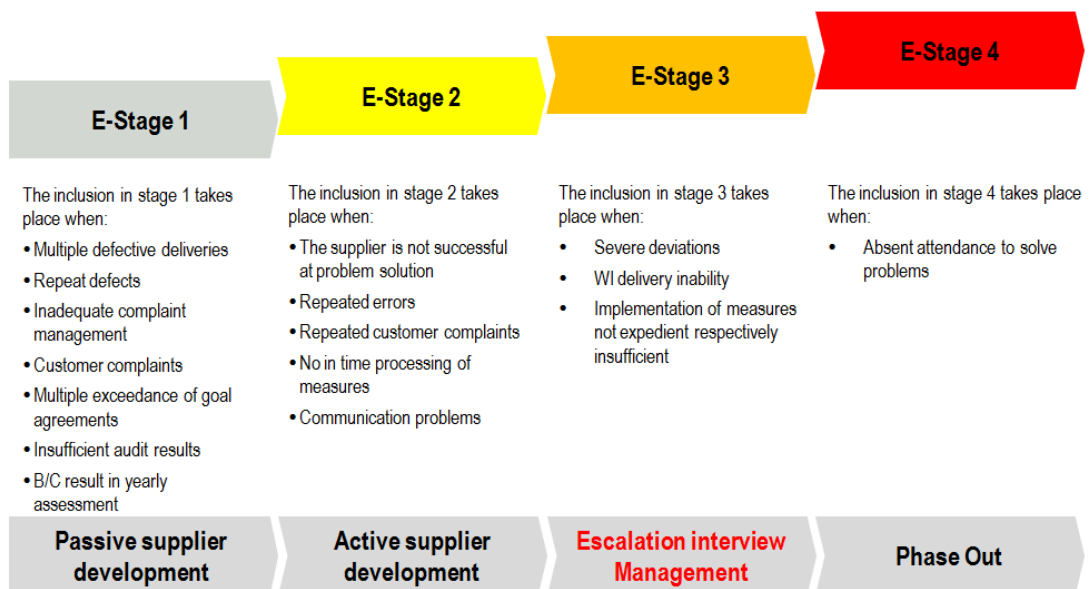 E-Stage 1
E-Stage 2
E-Stage 3
E-Stage 4
The inclusion in stage 1 takes
place when:
• Multiple defective deliveries
• Repeat defects
• Inadequate complaint
management
• Customer complaints
• Multiple exceedance of goal
agreements
• Insufficient audit results
• B/C result in yearly
assessment
The inclusion in stage 2 takes
place when:
• The supplier is not successful
at problem solution
• Repeated errors
• Repeated customer complaints
• No in time processing of
measures
• Communication problems
The inclusion in stage 3 takes
place when:
• Severe deviations
• WI delivery inability
• Implementation of measures
not expedient respectively
insufficient
The inclusion in stage 4 takes place
when:
• Absent attendance to solve
problems
Passive supplier
development
Active supplier
development
Escalation interview
Management
Phase Out